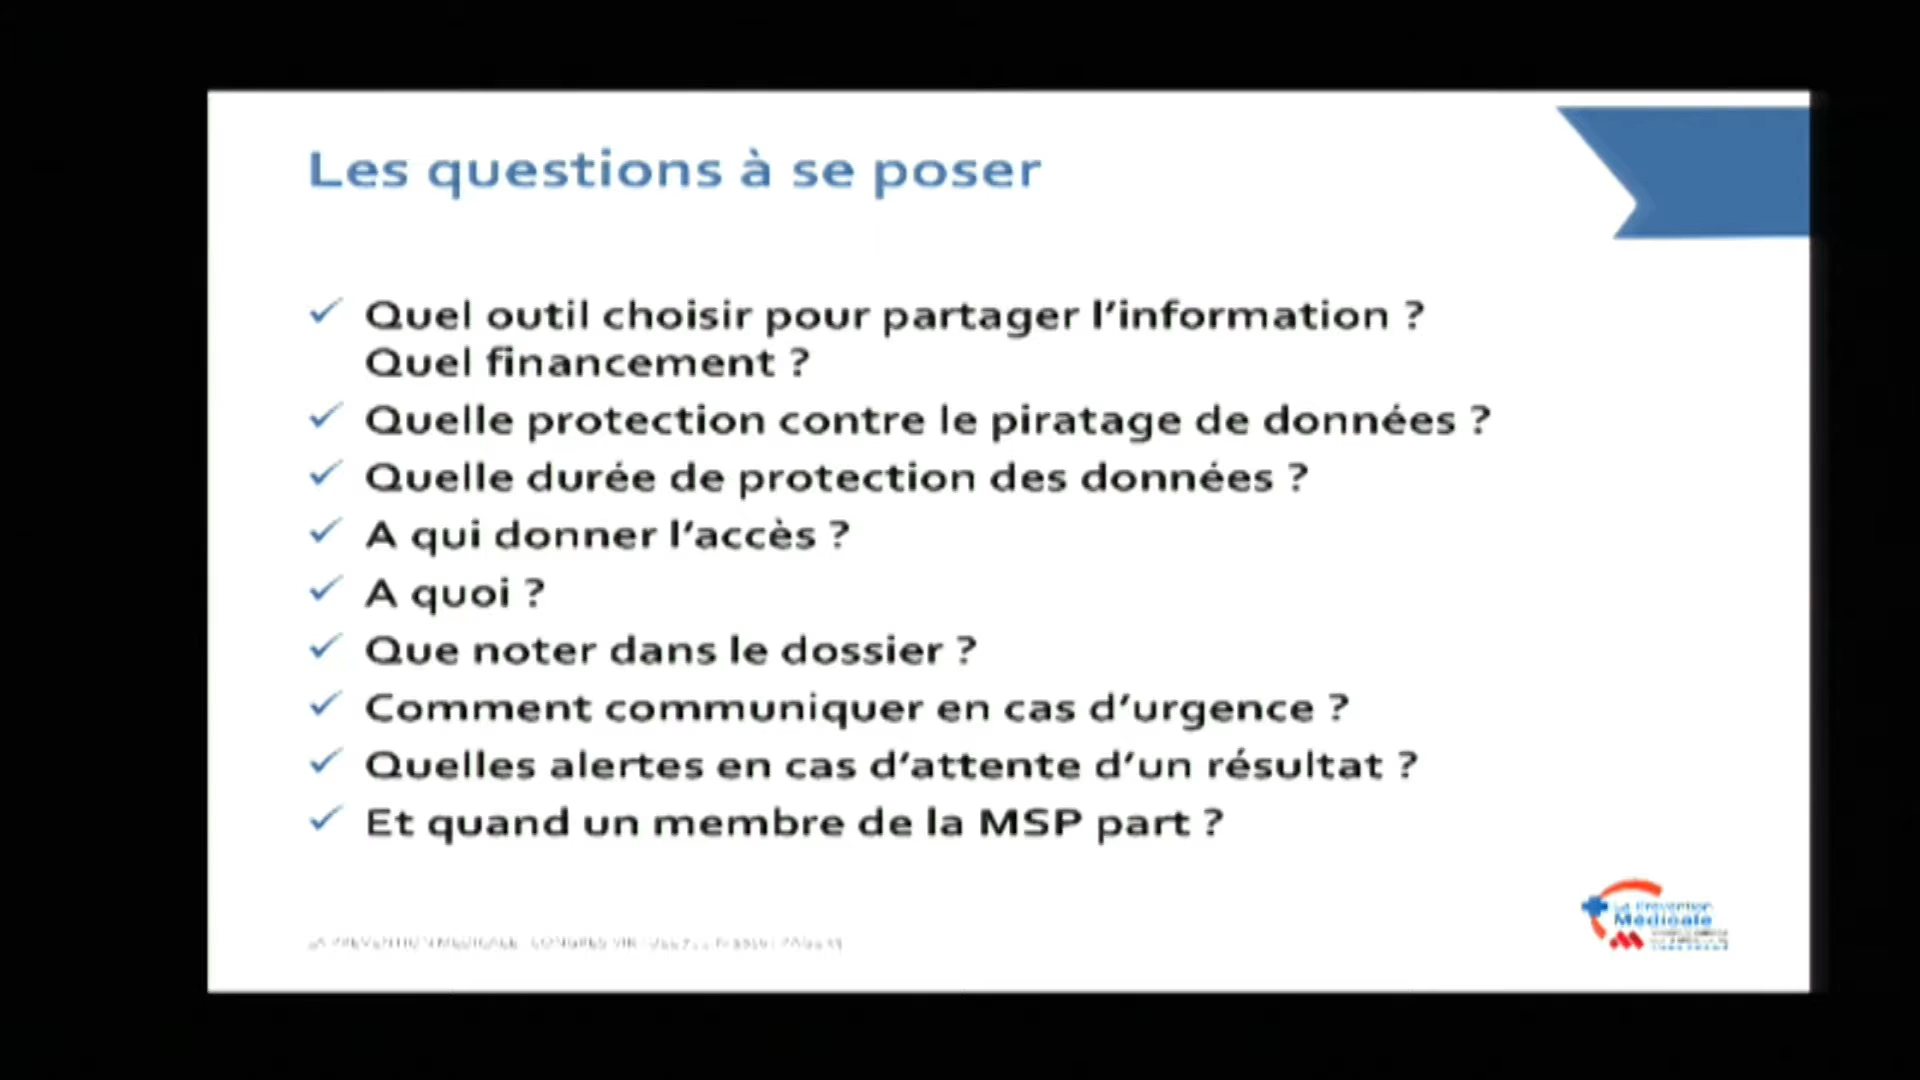 Les questions à se poser
Quel outil choisir pour partager l'information ?
Quel financement ?
Quelle protection contre le piratage de données ?
Quelle durée de protection des données ?
A qui donner l'accès ?
A quoi ?
Que noter dans le dossier ?
Comment communiquer en cas d'urgence ?
Quelles alertes en cas d'attente d'un résultat ?
Et quand un membre de la MSP part ?
La Prévention
Médicale